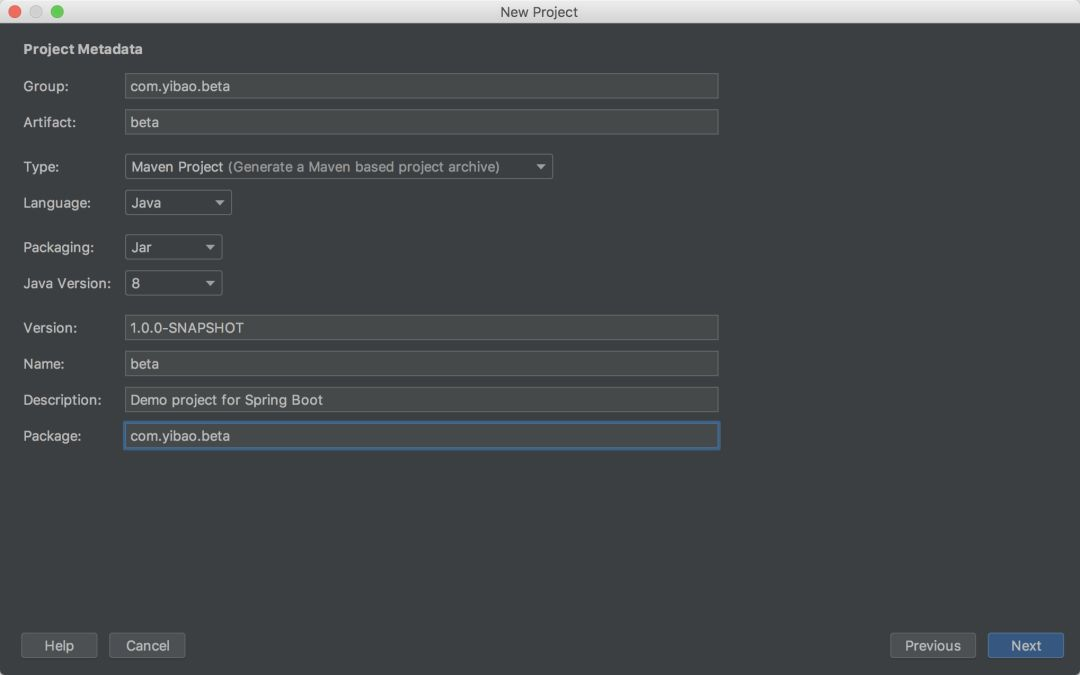 New Project
Project Metadata
Group: com.yibao.beta
Artifact: beta
Type: Maven Project (Generate a Maven based project archive)
Language: Java
Packaging: Jar
Java Version: 8
Version: 1.0.0-SNAPSHOT
Name: beta
Description: Demo project for Spring Boot
Package: com.yibao.beta
Help Cancel Previous Next